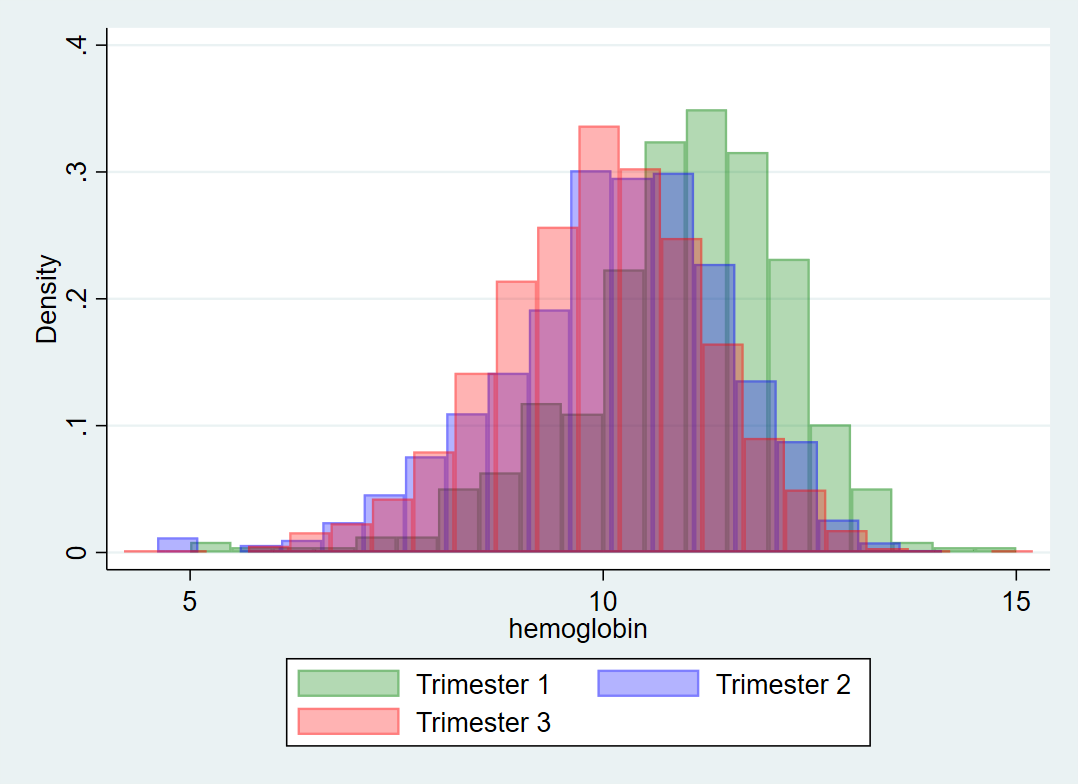 .4
.3
.2
.1
0
Density
5 10 15
hemoglobin
Trimester 1 Trimester 2
Trimester 3